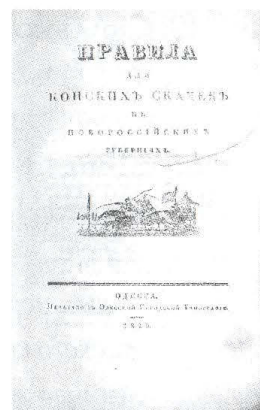 ПРАВИЛА
ДЛЯ
КОНСКИХЪ СКАЧЕКЪ
ВЪ
НОВОРОССІЙСКИХЪ
ГУБЕРНІЯХЪ.
ОДЕССА.
Печатано въ Одесской Городской Типографіи.